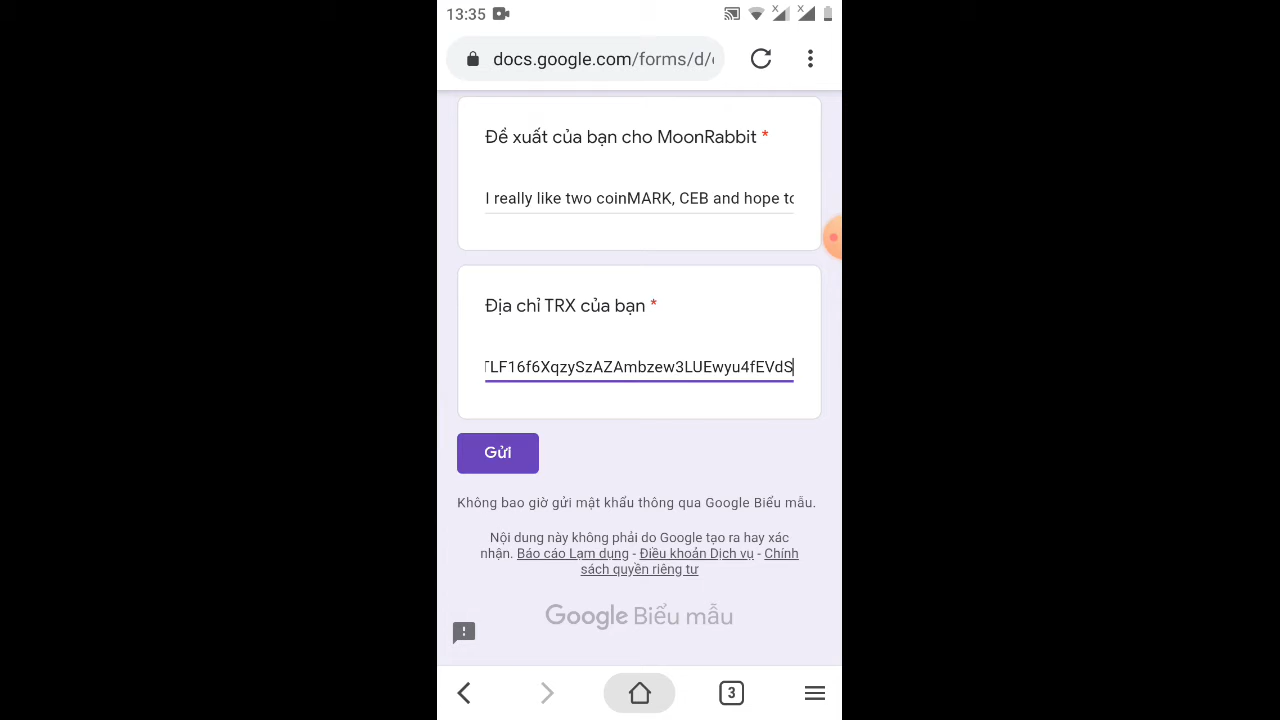 13:35
docs.google.com/forms/d/
Đề xuất của bạn cho MoonRabbit *
I really like two coinMARK, CEB and hope to
Địa chỉ TRX của bạn *
TLF16f6XqzySzAZAmbzew3LUEwyu4fEVdS
Gửi
Không bao giờ gửi mật khẩu thông qua Google Biểu mẫu.
Nội dung này không phải do Google tạo ra hay xác
nhận. Báo cáo Lạm dụng - Điều khoản Dịch vụ - Chính
sách quyền riêng tư
Google Biểu mẫu
3